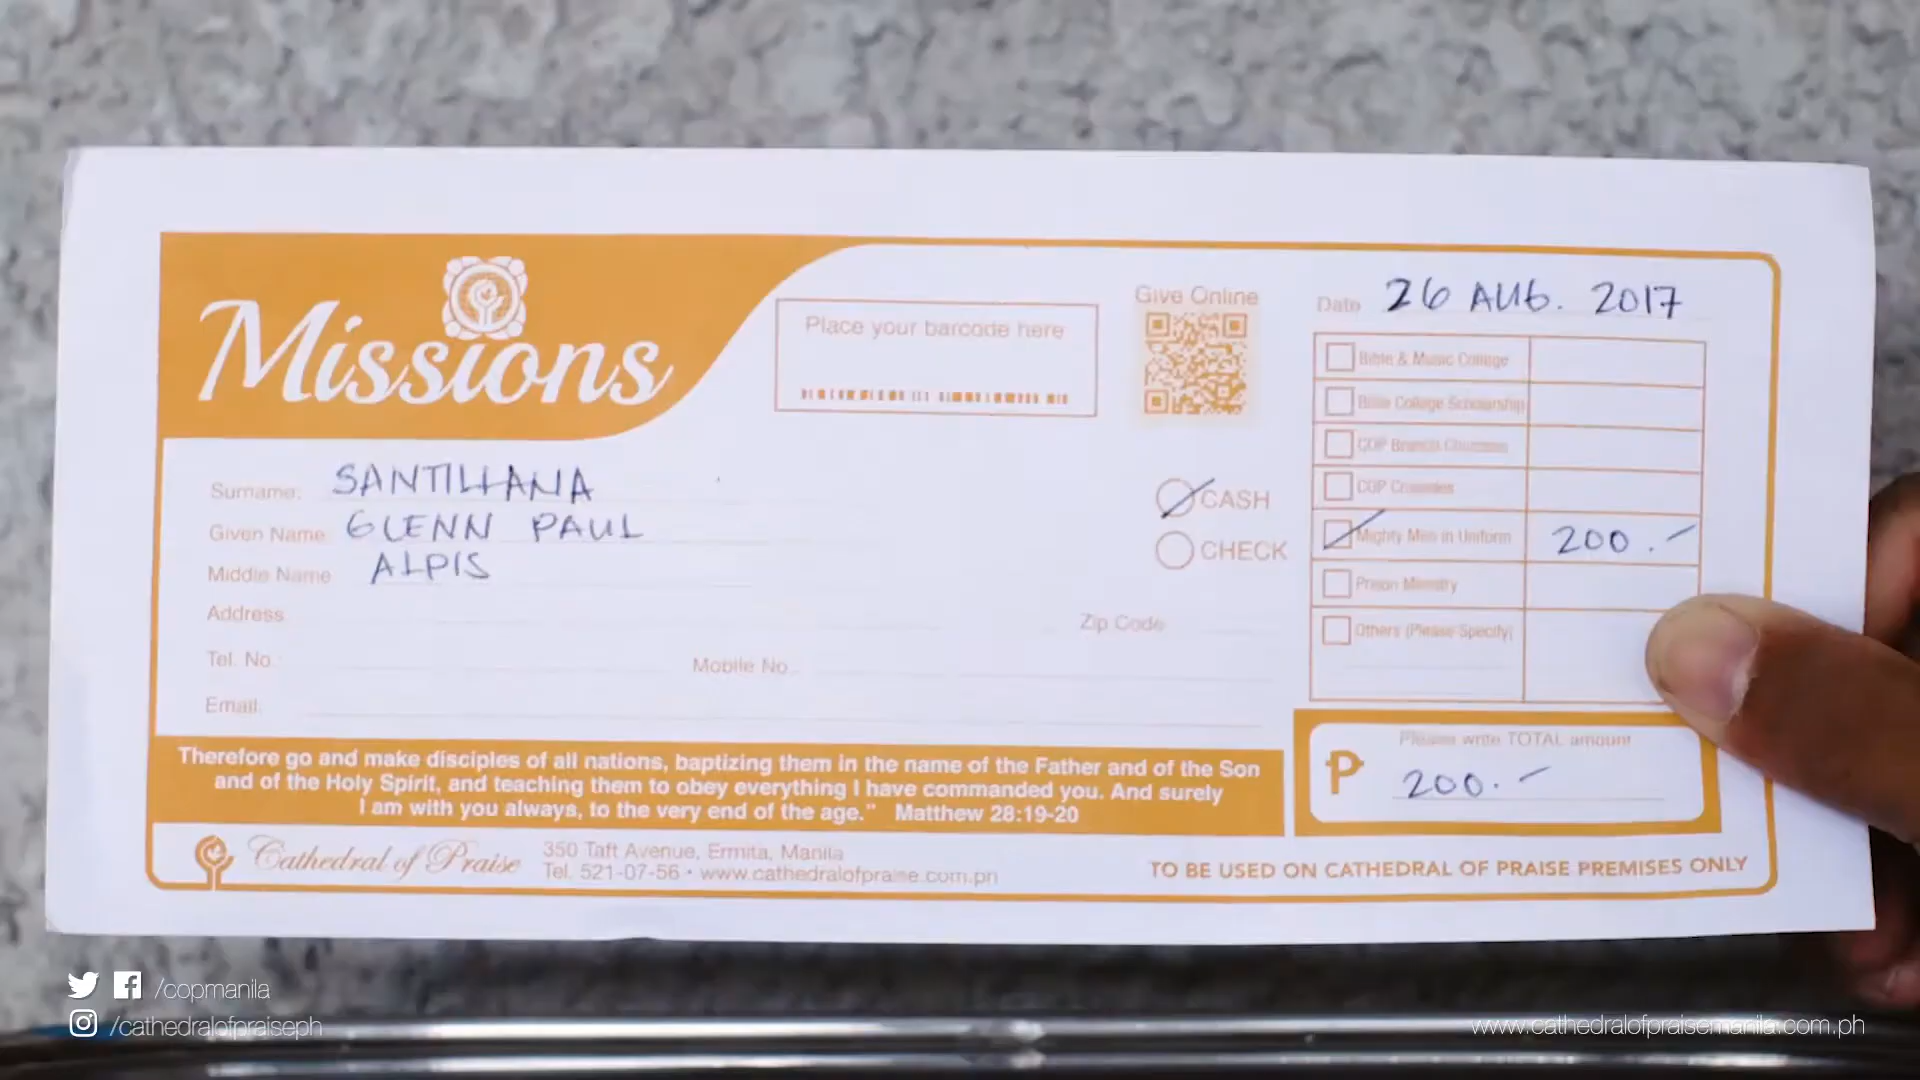 Missions
Place your barcode here
Give Online
Date 26 AUG. 2017
Bible & Music College
Bible College Scholarship
COP Branch Churches
COP Crusades
Mighty Men in Uniform 200.-
Prison Ministry
Others (Please Specify)
Surname: SANTILLANA
Given Name GLENN PAUL
Middle Name ALPIS
CASH
CHECK
Address
Zip Code
Tel. No.
Mobile No.
Email:
Please write TOTAL amount
₱ 200.-
Therefore go and make disciples of all nations, baptizing them in the name of the Father and of the Son
and of the Holy Spirit, and teaching them to obey everything I have commanded you. And surely
I am with you always, to the very end of the age." Matthew 28:19-20
Cathedral of Praise
350 Taft Avenue, Ermita, Manila
Tel. 521-07-56 • www.cathedralofpraise.com.ph
TO BE USED ON CATHEDRAL OF PRAISE PREMISES ONLY
/copmanila
/cathedralofpraiseph
www.cathedralofpraisemanila.com.ph